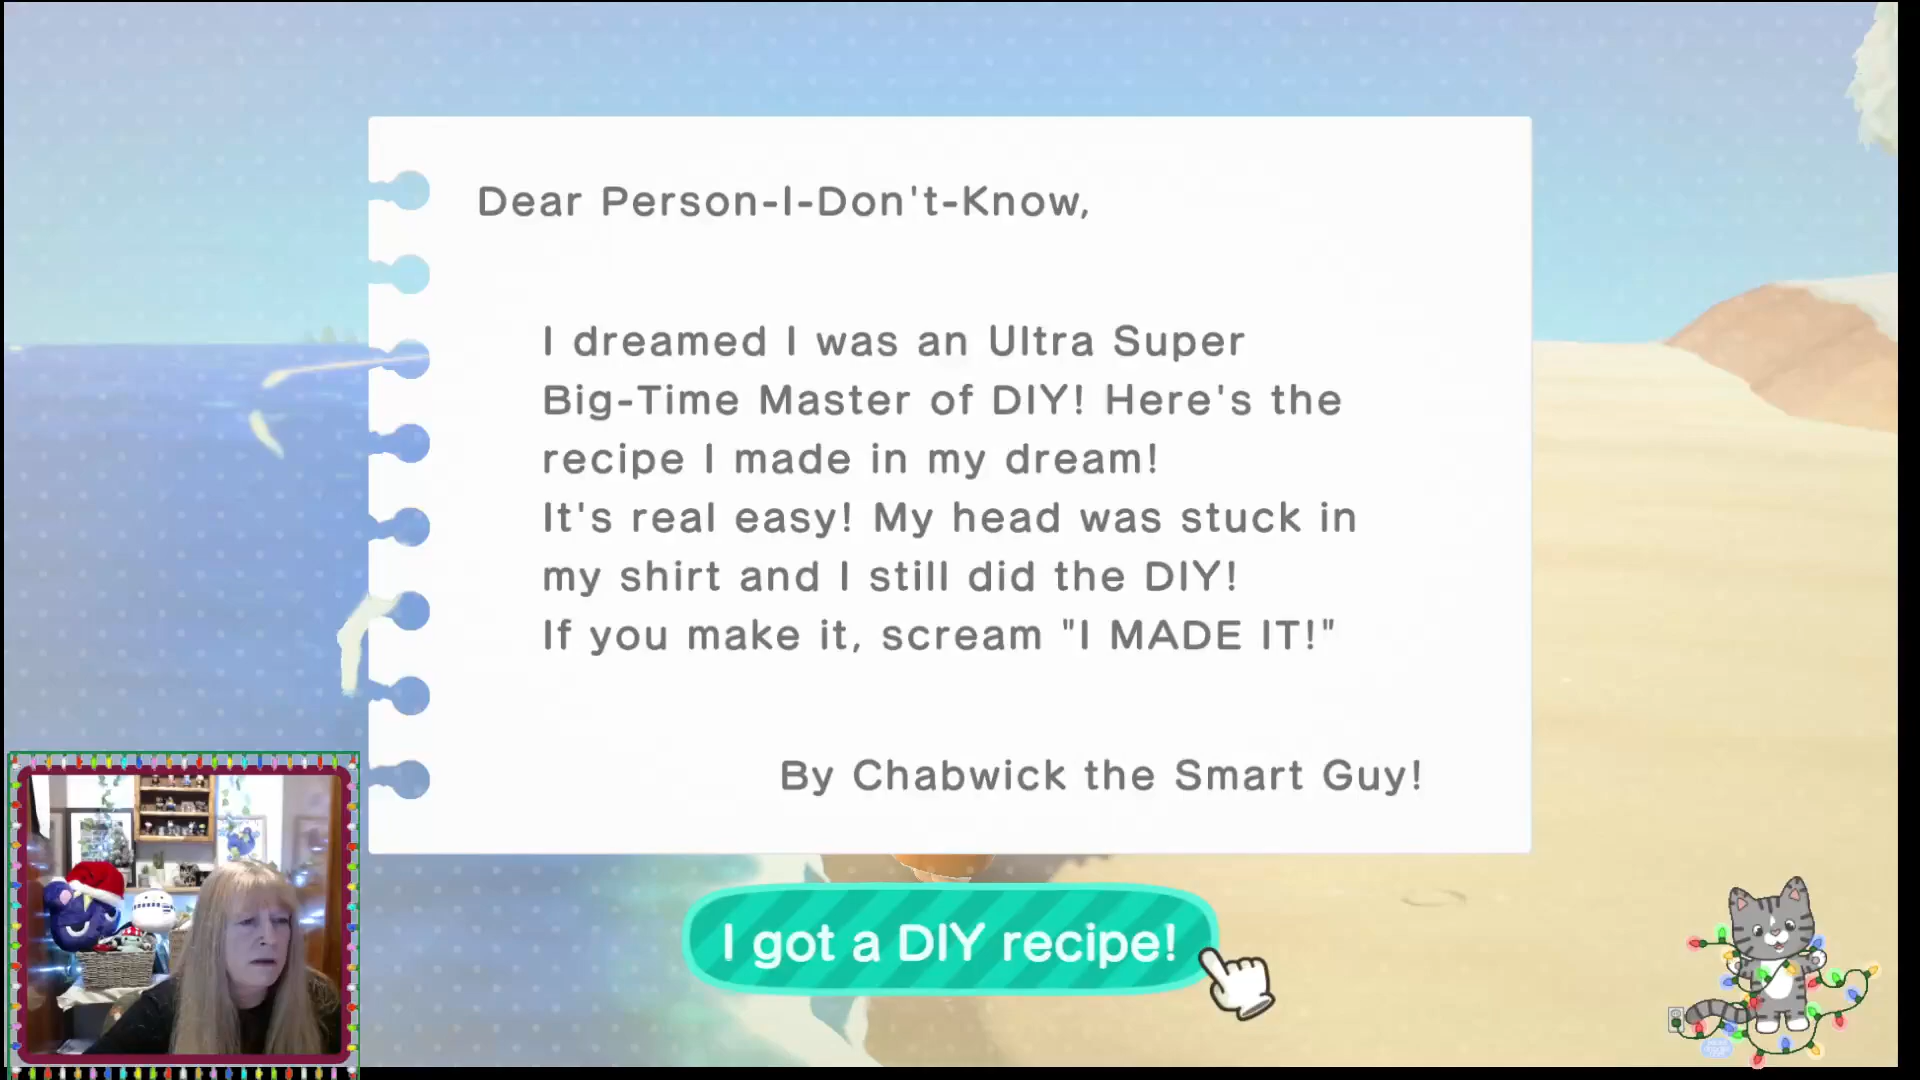 Dear Person-I-Don't-Know,
I dreamed I was an Ultra Super
Big-Time Master of DIY! Here's the
recipe I made in my dream!
It's real easy! My head was stuck in
my shirt and I still did the DIY!
If you make it, scream "I MADE IT!"
By Chabwick the Smart Guy!
I got a DIY recipe!